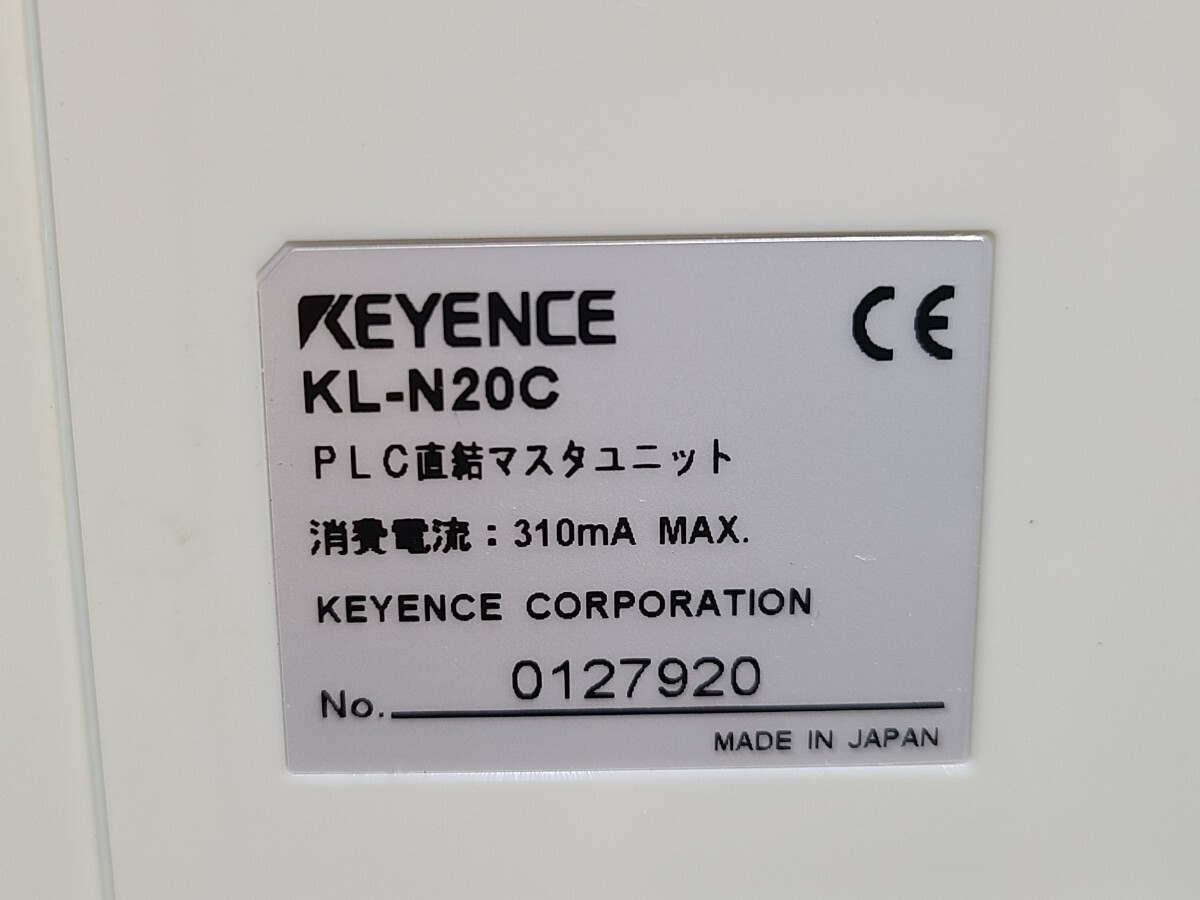 KEYENCE CE
KL-N20C
PLC直結マスタユニット
消費電流：310mA MAX.
KEYENCE CORPORATION
No. 0127920
MADE IN JAPAN